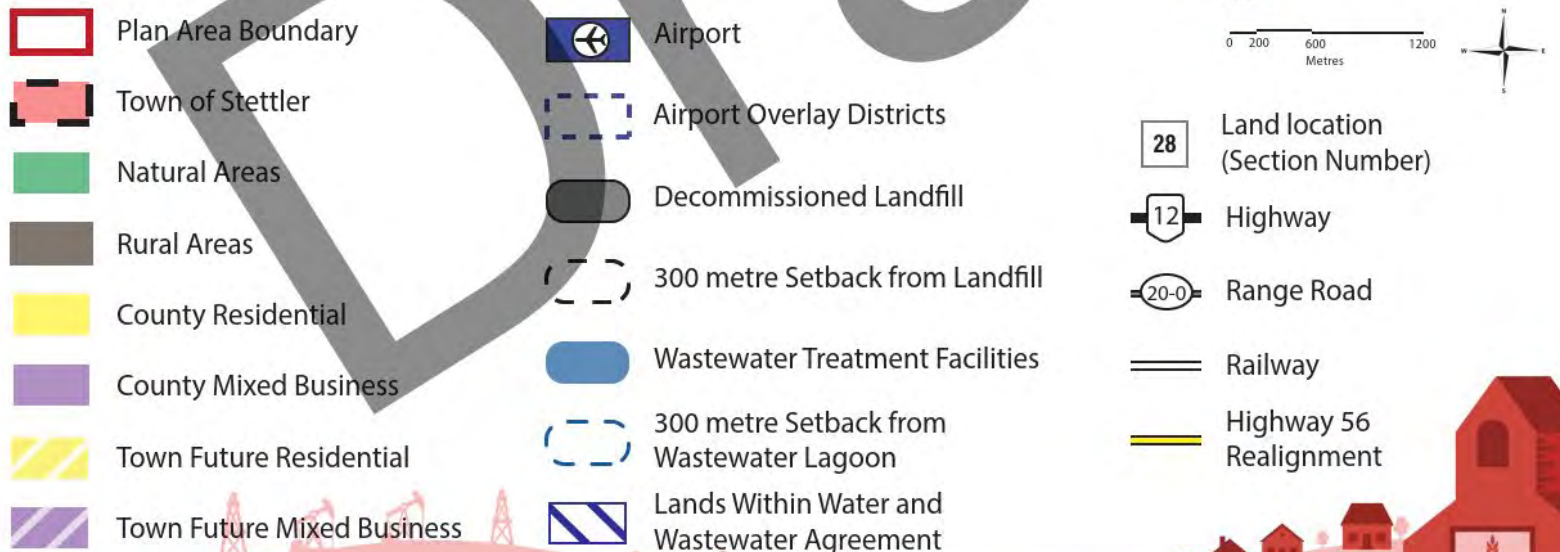 Plan Area Boundary
Town of Stettler
Natural Areas
Rural Areas
County Residential
County Mixed Business
Town Future Residential
Town Future Mixed Business
Airport
Airport Overlay Districts
Decommissioned Landfill
300 metre Setback from Landfill
Wastewater Treatment Facilities
300 metre Setback from
Wastewater Lagoon
Lands Within Water and
Wastewater Agreement
0 200 600 1200
Metres
N
W E
S
28
Land location
(Section Number)
12
Highway
20-0
Range Road
Railway
Highway 56
Realignment